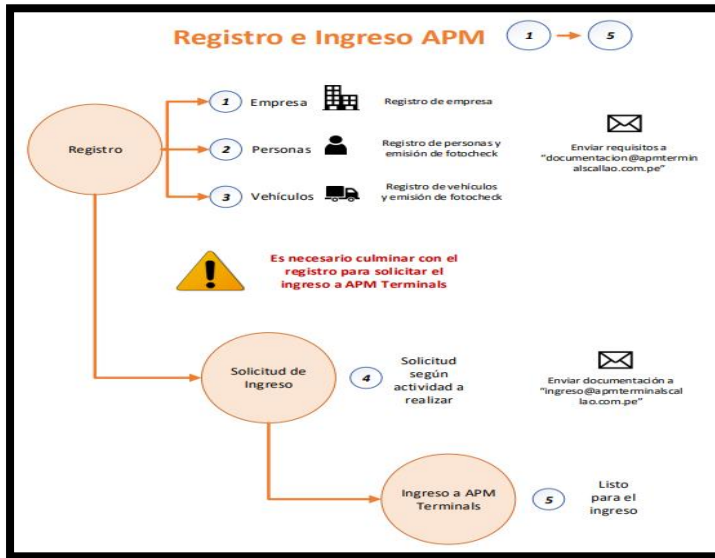 Registro e Ingreso APM 1 5
Registro
1 Empresa
Registro de empresa
2 Personas
Registro de personas y
emisión de fotocheck
3 Vehículos
Registro de vehículos
y emisión de fotocheck
Enviar requisitos a
"documentacion@apmtermin
alscallao.com.pe"
!
Es necesario culminar con el
registro para solicitar el
ingreso a APM Terminals
Solicitud de
Ingreso
4
Solicitud
según
actividad a
realizar
Enviar documentación a
"ingreso@apmterminalscal
lao.com.pe"
Ingreso a APM
Terminals
5
Listo
para el
ingreso